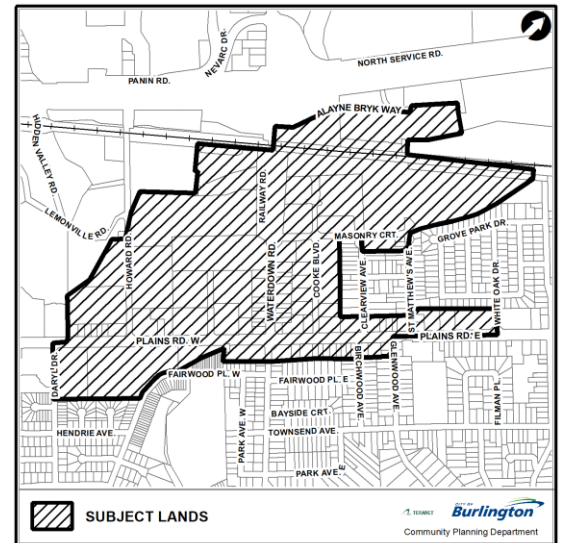 NEVARC DR.
NORTH SERVICE RD.
PANIN RD.
ALAYNE BRYK WAY
HIDDEN VALLEY RD.
LEMONVILLE RD.
HOWARD RD.
RAILWAY RD.
WATERDOWN RD.
COOKE BLVD.
MASONRY CRT.
CLEARVIEW AVE.
ST MATTHEW'S AVE.
GROVE PARK DR.
WHITE OAK DR.
PLAINS RD. W
PLAINS RD. E
DARYL DR.
FAIRWOOD PL. W
FAIRWOOD PL. E
BIRCHWOOD AVE.
GLENWOOD AVE.
FILMAN PL.
HENDRIE AVE.
PARK AVE. W
BAYSIDE CRT.
TOWNSEND AVE.
PARK AVE. E
SUBJECT LANDS
TERANET
CITY OF
Burlington
Community Planning Department